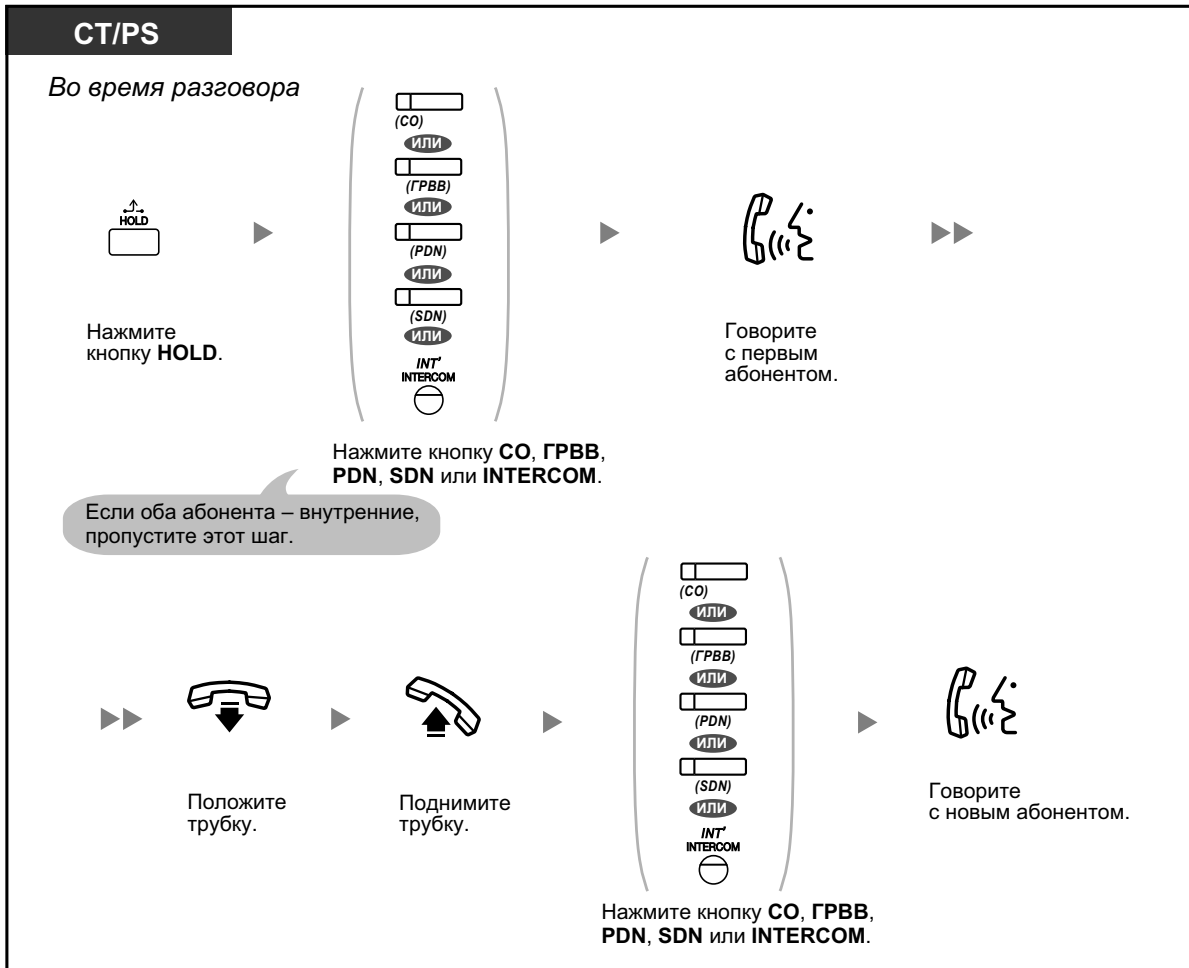 CT/PS
Во время разговора
HOLD
Нажмите
кнопку HOLD.
(CO)
ИЛИ
(ГРВВ)
ИЛИ
(PDN)
ИЛИ
(SDN)
ИЛИ
INT'
INTERCOM
Нажмите кнопку CO, ГРВВ,
PDN, SDN или INTERCOM.
Если оба абонента – внутренние,
пропустите этот шаг.
Говорите
с первым
абонентом.
Положите
трубку.
Поднимите
трубку.
(CO)
ИЛИ
(ГРВВ)
ИЛИ
(PDN)
ИЛИ
(SDN)
ИЛИ
INT'
INTERCOM
Нажмите кнопку CO, ГРВВ,
PDN, SDN или INTERCOM.
Говорите
с новым абонентом.